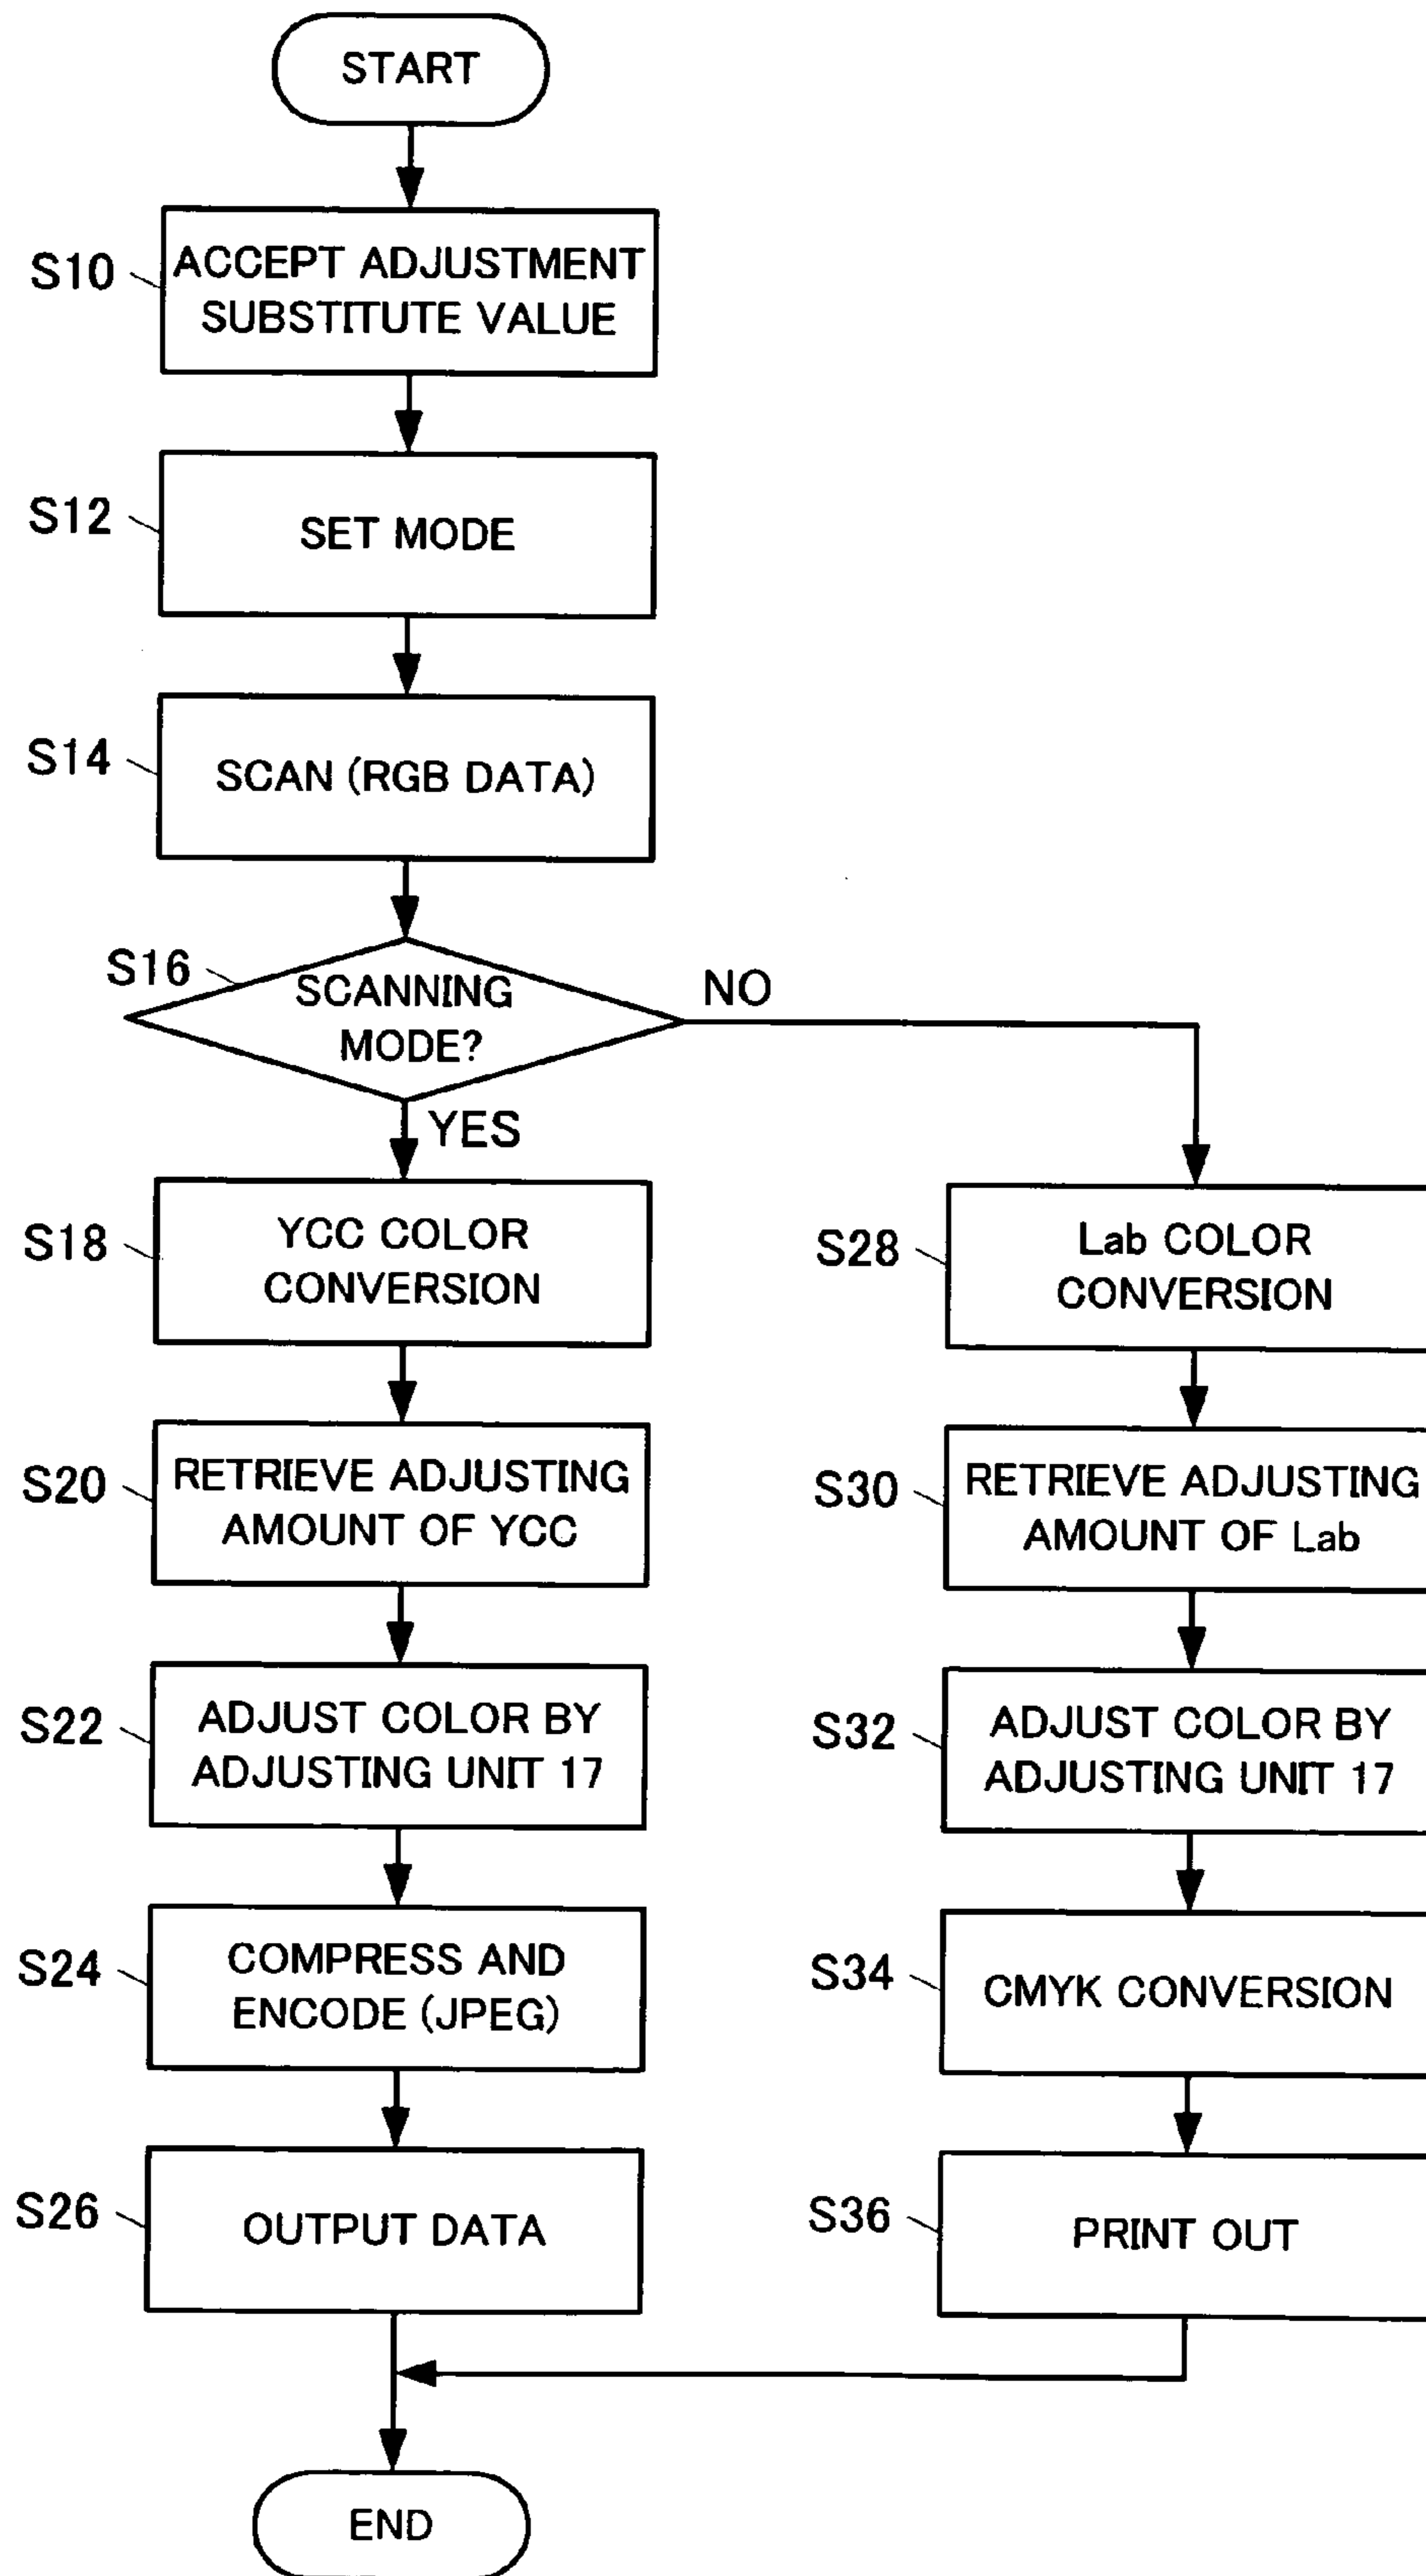 START
S10
ACCEPT ADJUSTMENT
SUBSTITUTE VALUE
S12
SET MODE
S14
SCAN (RGB DATA)
S16
SCANNING
MODE?
NO
YES
S18
YCC COLOR
CONVERSION
S20
RETRIEVE ADJUSTING
AMOUNT OF YCC
S22
ADJUST COLOR BY
ADJUSTING UNIT 17
S24
COMPRESS AND
ENCODE (JPEG)
S26
OUTPUT DATA
S28
Lab COLOR
CONVERSION
S30
RETRIEVE ADJUSTING
AMOUNT OF Lab
S32
ADJUST COLOR BY
ADJUSTING UNIT 17
S34
CMYK CONVERSION
S36
PRINT OUT
END